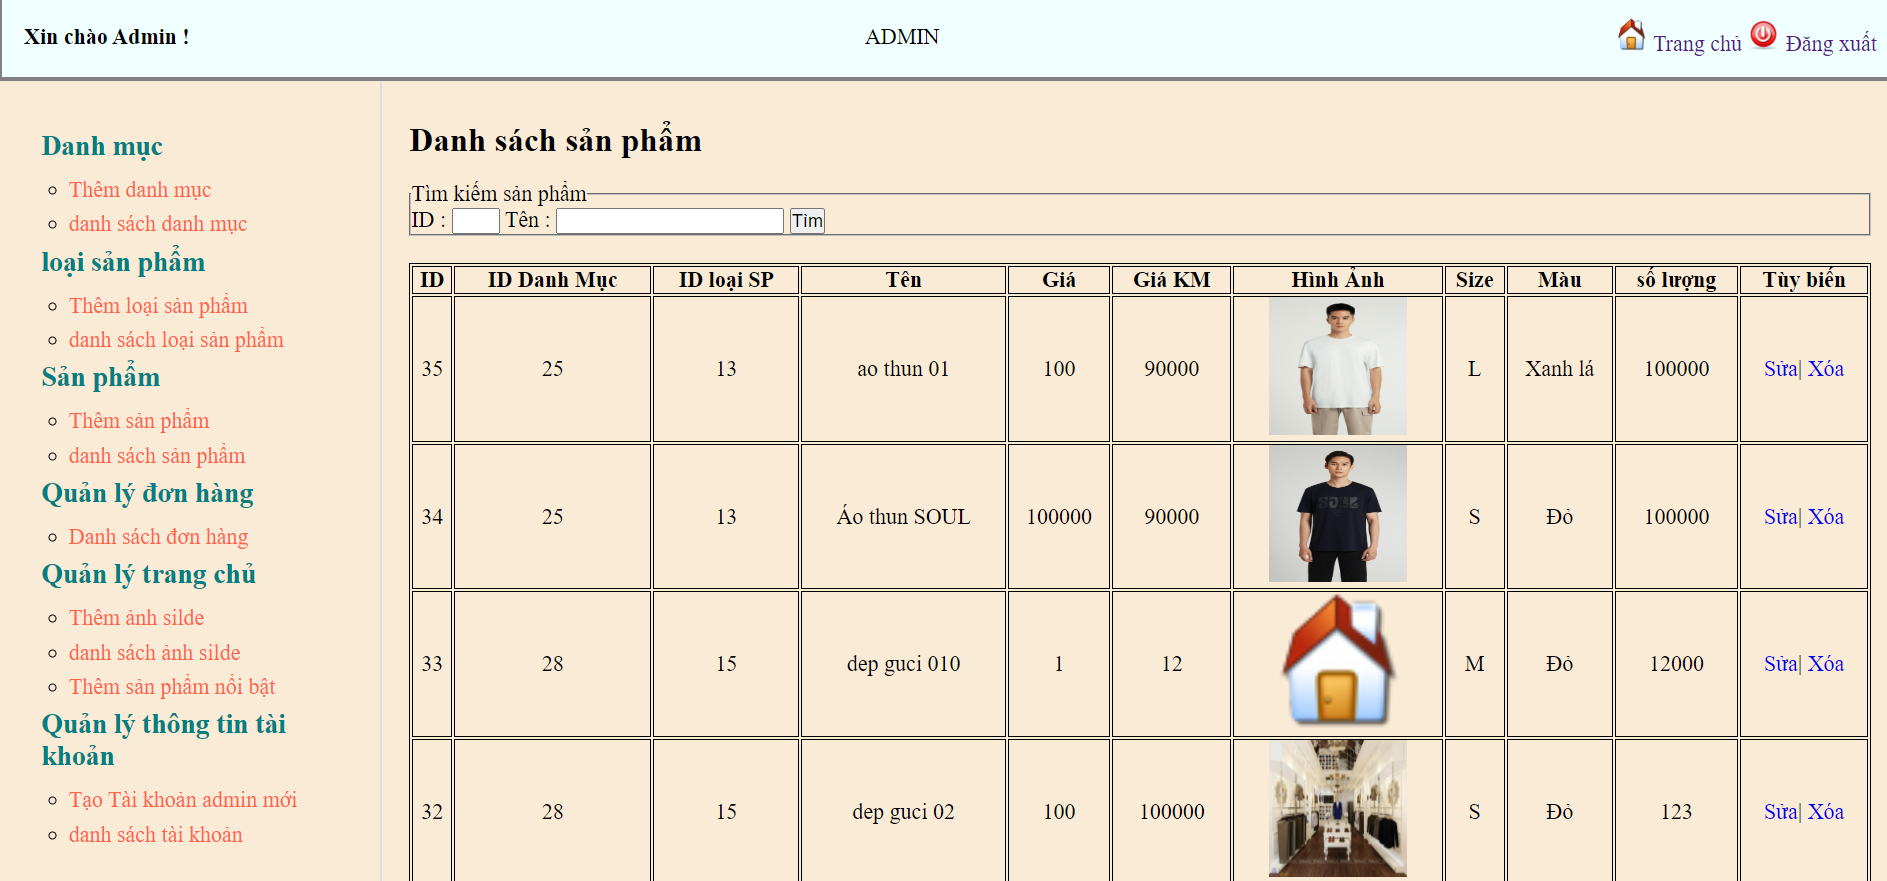 Xin chào Admin !
ADMIN
Trang chủ Đăng xuất
Danh mục
Thêm danh mục
danh sách danh mục
loại sản phẩm
Thêm loại sản phẩm
danh sách loại sản phẩm
Sản phẩm
Thêm sản phẩm
danh sách sản phẩm
Quản lý đơn hàng
Danh sách đơn hàng
Quản lý trang chủ
Thêm ảnh silde
danh sách ảnh silde
Thêm sản phẩm nổi bật
Quản lý thông tin tài
khoản
Tạo Tài khoản admin mới
danh sách tài khoản
Danh sách sản phẩm
Tìm kiếm sản phẩm
ID : Tên : Tìm
ID ID Danh Mục ID loại SP Tên Giá Giá KM Hình Ảnh Size Màu số lượng Tùy biến
35 25 13 ao thun 01 100 90000 L Xanh lá 100000 Sửa| Xóa
34 25 13 Áo thun SOUL 100000 90000 SOUL S Đỏ 100000 Sửa| Xóa
33 28 15 dep guci 010 1 12 M Đỏ 12000 Sửa| Xóa
32 28 15 dep guci 02 100 100000 S Đỏ 123 Sửa| Xóa